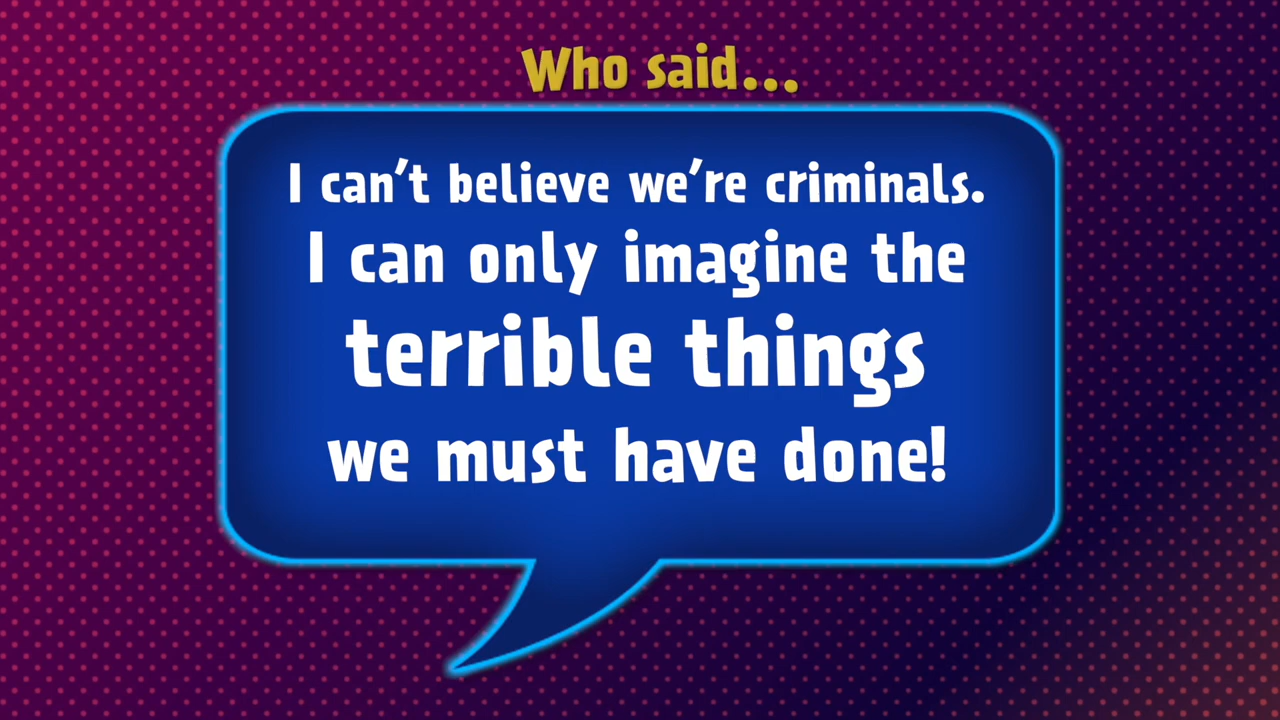 Who said...
I can't believe we're criminals.
I can only imagine the
terrible things
we must have done!